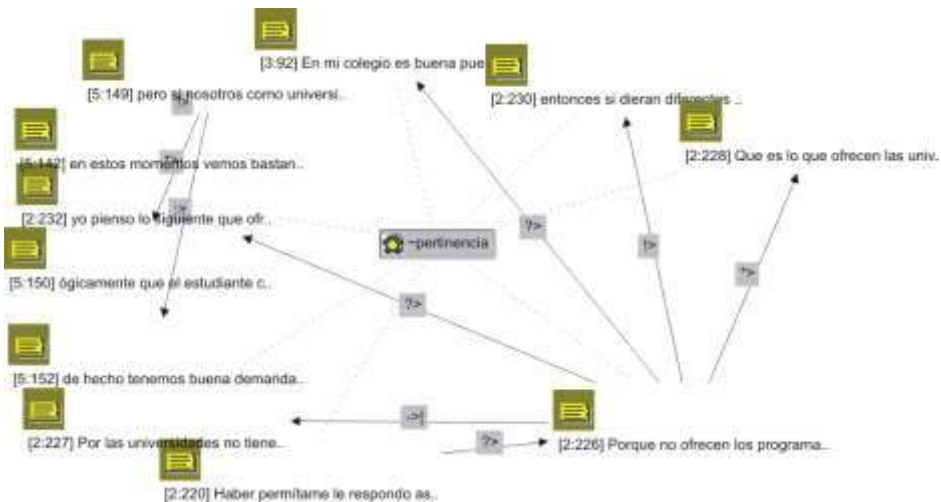 [3:92] En mi colegio es buena pue
[5:149] pero si nosotros como universi..
[2:230] entonces si dieran diferentes ..
[5:142] en estos momentos vemos bastan..
[2:228] Que es lo que ofrecen las univ..
[2:232] yo pienso lo siguiente que ofr..
?>
~pertinencia
|>
[5:150] ógicamente que el estudiante c..
*>
?>
[5:152] de hecho tenemos buena demanda..
->|
[2:227] Por las universidades no tiene..
?>
[2:226] Porque no ofrecen los programa..
[2:220] Haber permítame le respondo as..